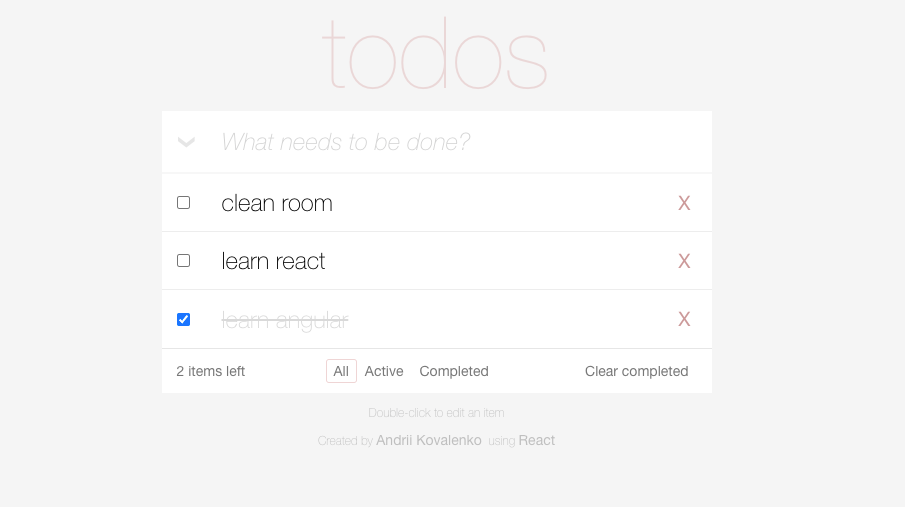 todos
What needs to be done?
clean room X
learn react X
learn angular X
2 items left All Active Completed Clear completed
Double-click to edit an item
Created by Andrii Kovalenko using React